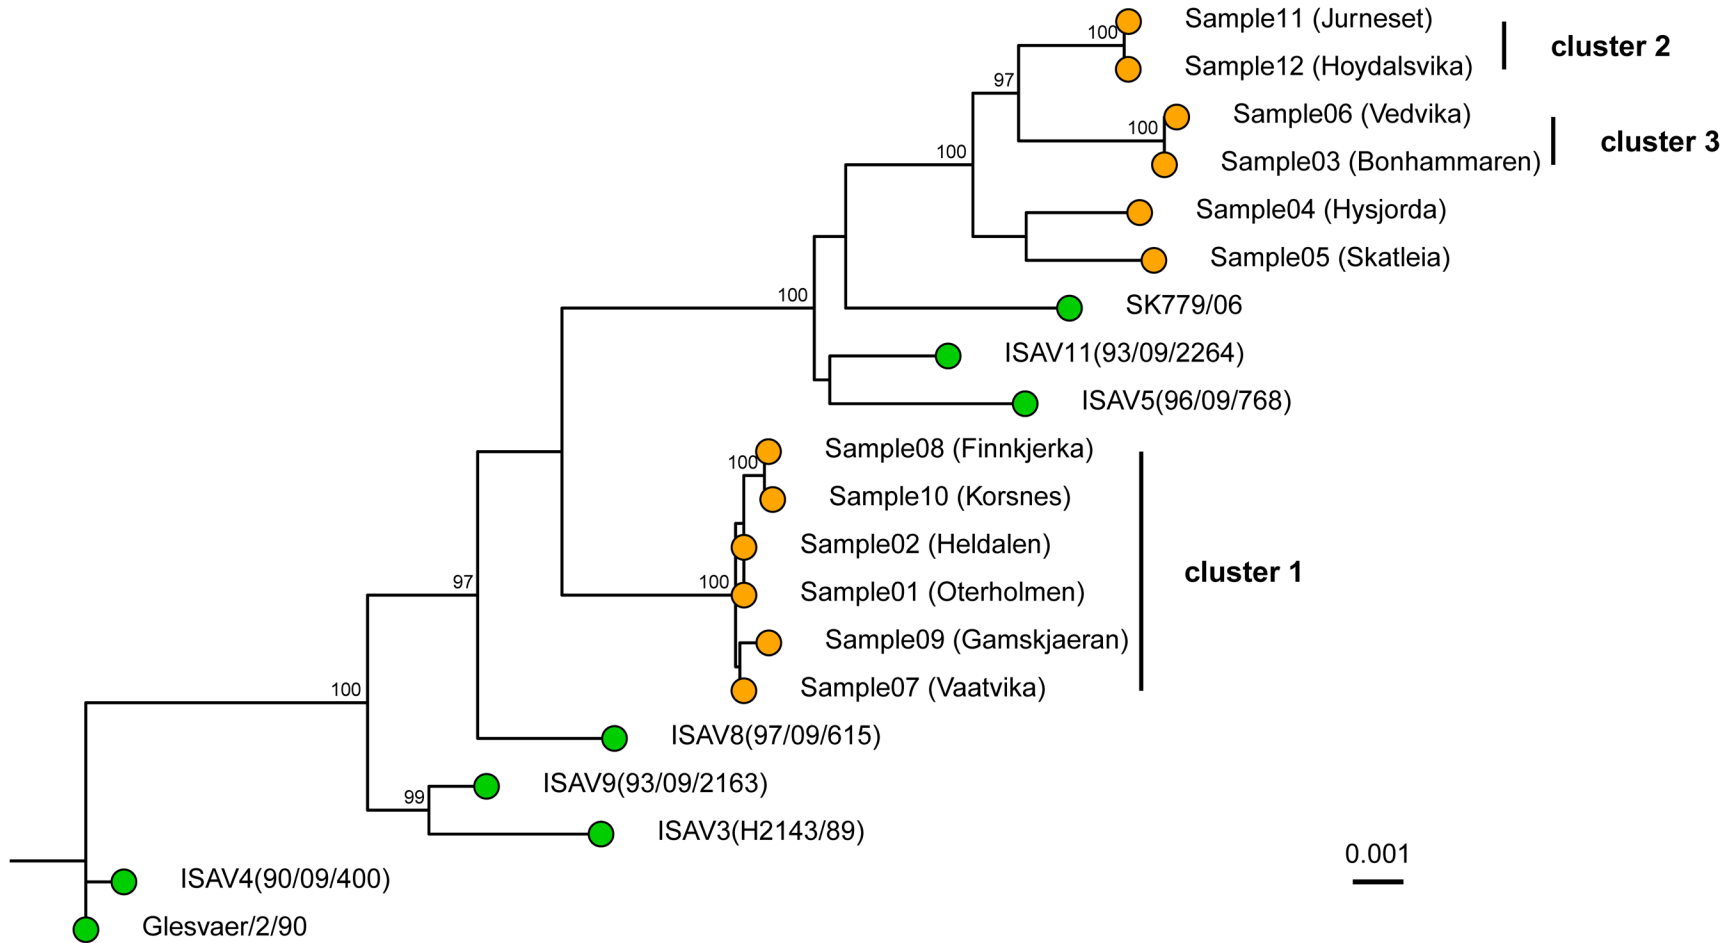 Sample11 (Jurneset)
100
cluster 2
Sample12 (Hoydalsvika)
97
Sample06 (Vedvika)
100
cluster 3
Sample03 (Bonhammaren)
100
Sample04 (Hysjorda)
Sample05 (Skatleia)
100
SK779/06
ISAV11(93/09/2264)
ISAV5(96/09/768)
Sample08 (Finnkjerka)
100
Sample10 (Korsnes)
Sample02 (Heldalen)
cluster 1
97
100
Sample01 (Oterholmen)
Sample09 (Gamskjaeran)
100
Sample07 (Vaatvika)
ISAV8(97/09/615)
ISAV9(93/09/2163)
99
ISAV3(H2143/89)
0.001
ISAV4(90/09/400)
Glesvaer/2/90